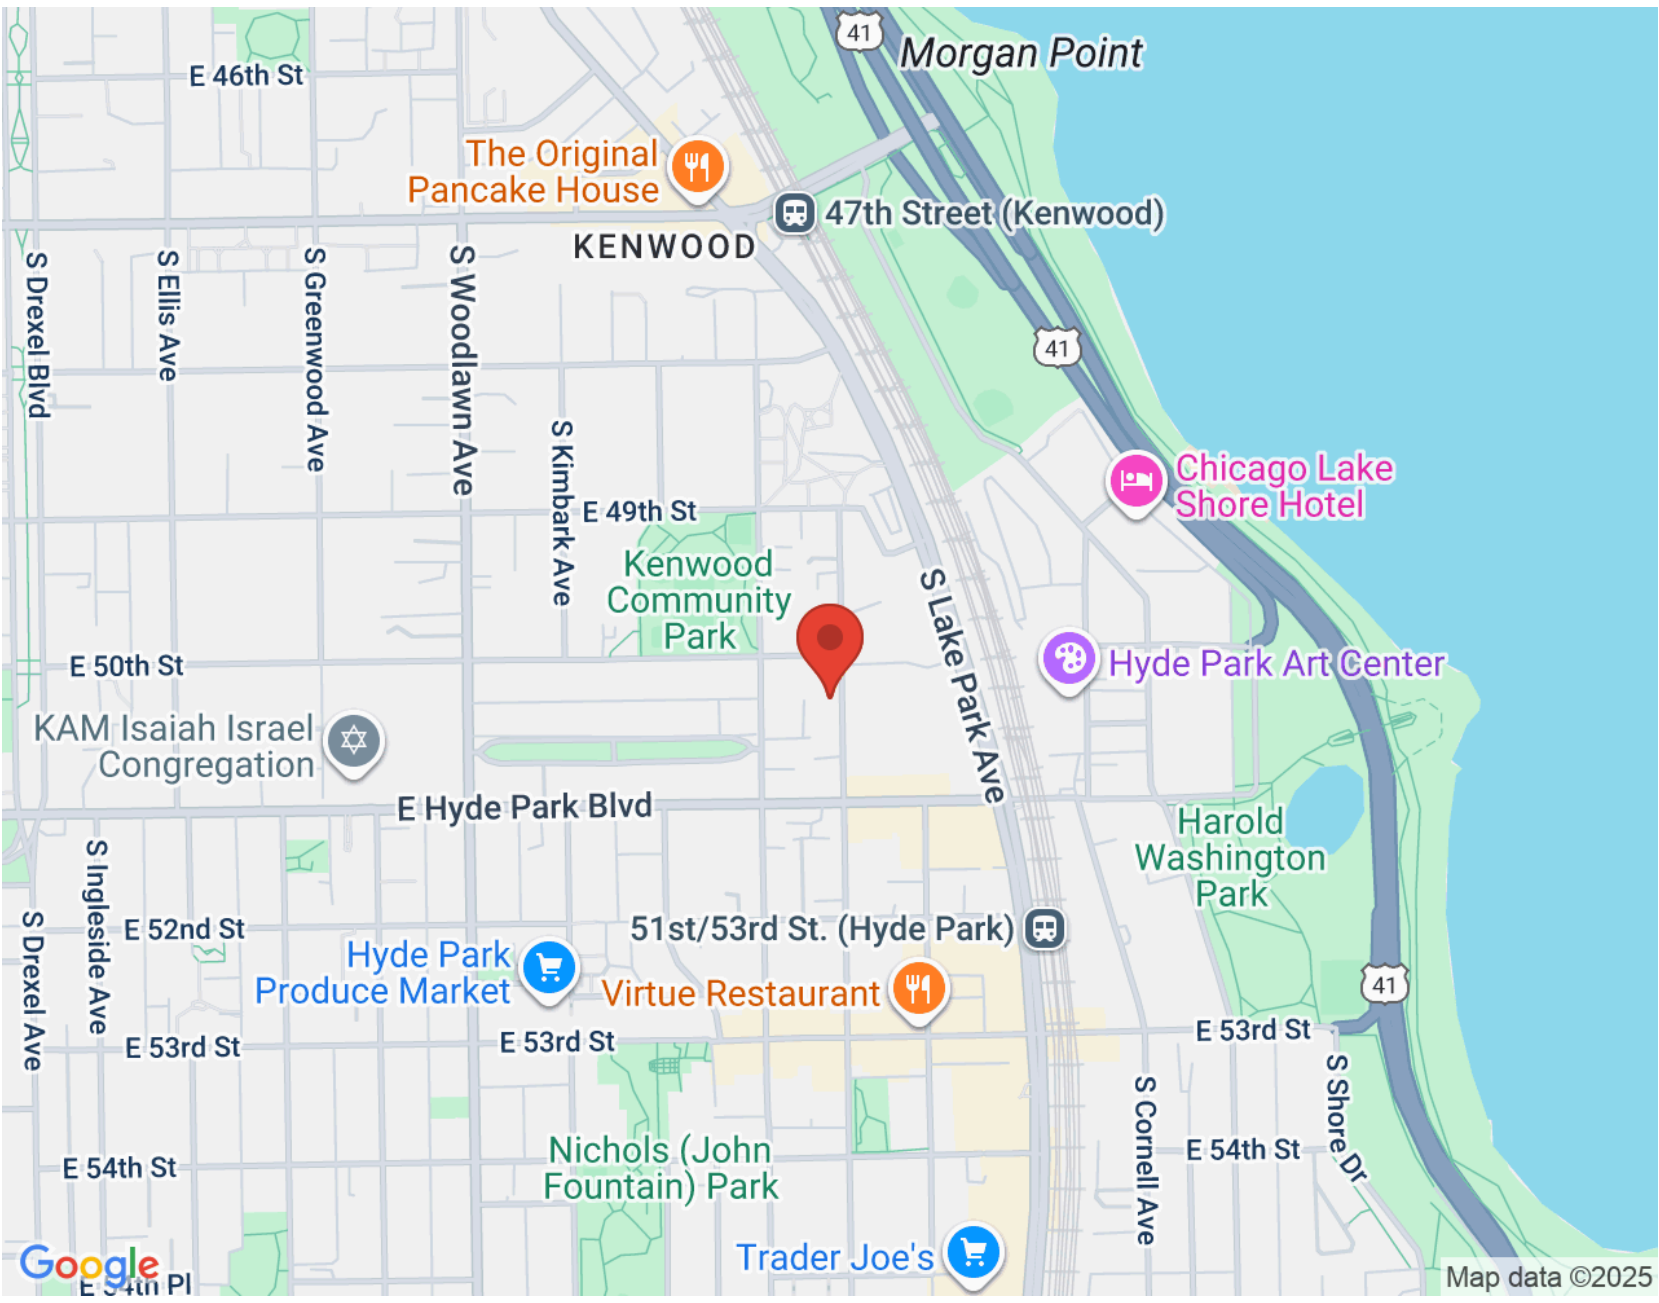 41
Morgan Point
E 46th St
The Original
Pancake House
47th Street (Kenwood)
KENWOOD
S Drexel Blvd
S Ellis Ave
S Greenwood Ave
S Woodlawn Ave
41
S Kimbark Ave
Chicago Lake
Shore Hotel
E 49th St
Kenwood
Community
Park
S Lake Park Ave
E 50th St
Hyde Park Art Center
KAM Isaiah Israel
Congregation
E Hyde Park Blvd
Harold
Washington
Park
S Ingleside Ave
S Drexel Ave
E 52nd St
51st/53rd St. (Hyde Park)
Hyde Park
Produce Market
Virtue Restaurant
41
E 53rd St
E 53rd St
E 53rd St
S Shore Dr
S Cornell Ave
Nichols (John
Fountain) Park
E 54th St
E 54th St
Trader Joe's
Google
E 54th Pl
Map data ©2025